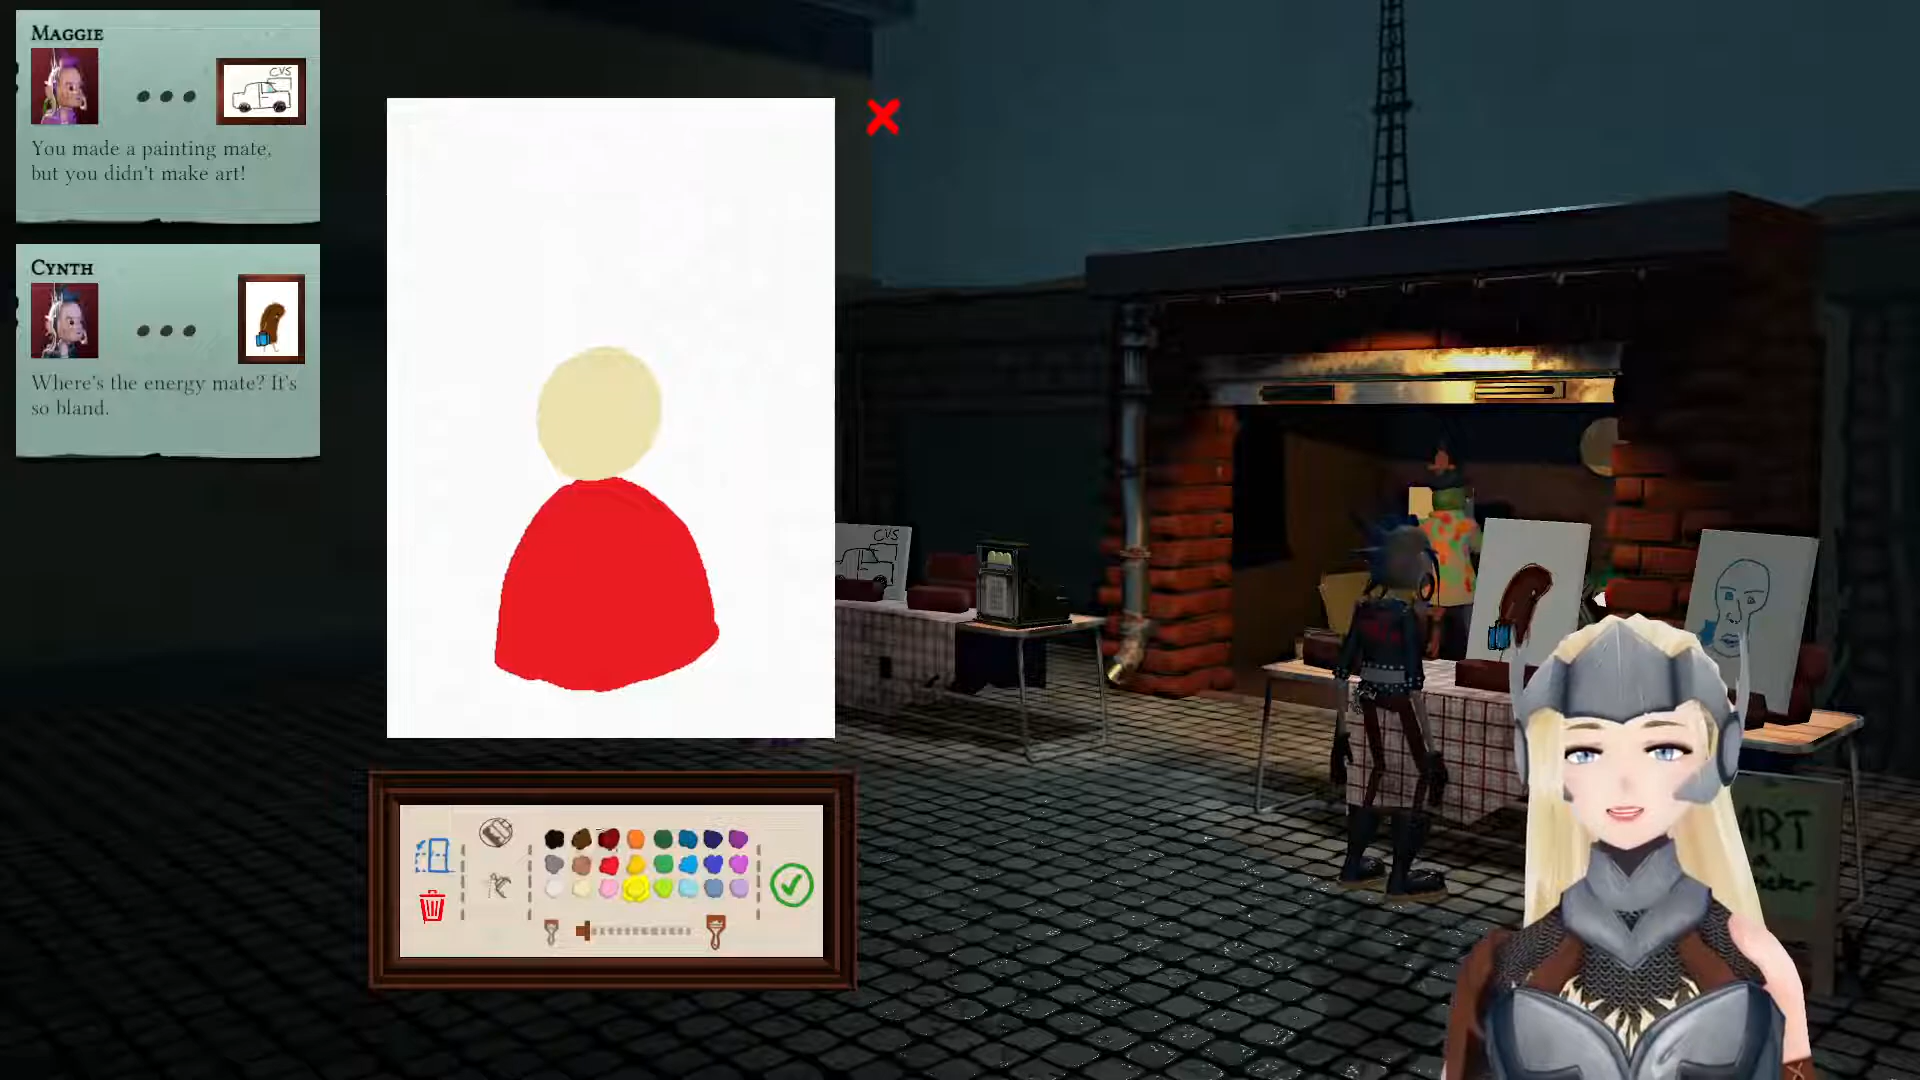 MAGGIE
CVS
You made a painting mate,
but you didn't make art!
CYNTH
Where's the energy mate? It's
so bland.
CVS
ART
a